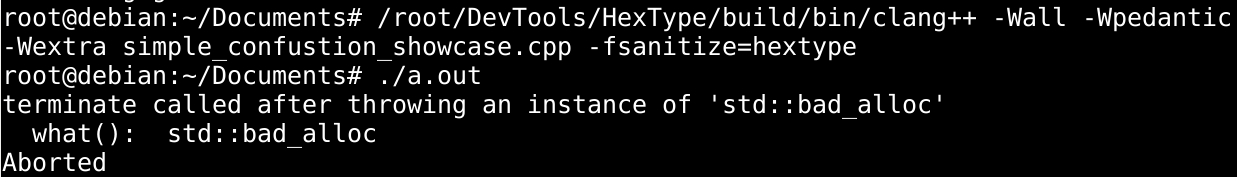 root@debian:~/Documents# /root/DevTools/HexType/build/bin/clang++ -Wall -Wpedantic
-Wextra simple_confustion_showcase.cpp -fsanitize=hextype
root@debian:~/Documents# ./a.out
terminate called after throwing an instance of 'std::bad_alloc'
  what():  std::bad_alloc
Aborted